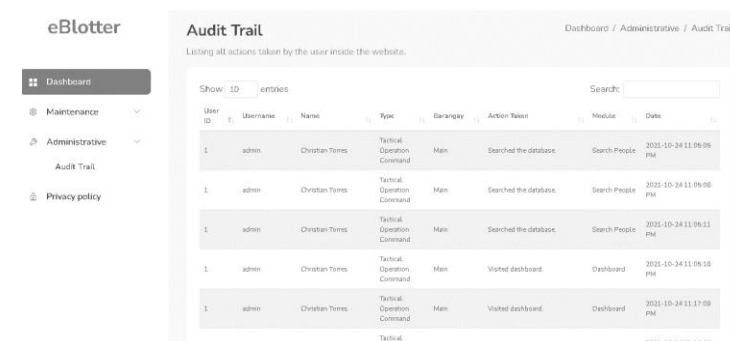 eBlotter
Dashboard
Maintenance
Administrative
Audit Trail
Privacy policy
Audit Trail
Dashboard / Administrative / Audit Trai
Listing all actions taken by the user inside the website.
Show 10 entries
Search:
User ID Username Name Type Barangay Action Taken Module Date
1 admin Christian Torres Tactical Operation Command Main Searched the database. Search People 2021-10-24 11:05:05 PM
1 admin Christian Torres Tactical Operation Command Main Searched the database. Search People 2021-10-24 11:05:08 PM
1 admin Christian Torres Tactical Operation Command Main Searched the database. Search People 2021-10-24 11:05:11 PM
1 admin Christian Torres Tactical Operation Command Main Visited dashboard. Dashboard 2021-10-24 11:05:18 PM
1 admin Christian Torres Tactical Operation Command Main Visited dashboard. Dashboard 2021-10-24 11:17:09 PM
Tactical